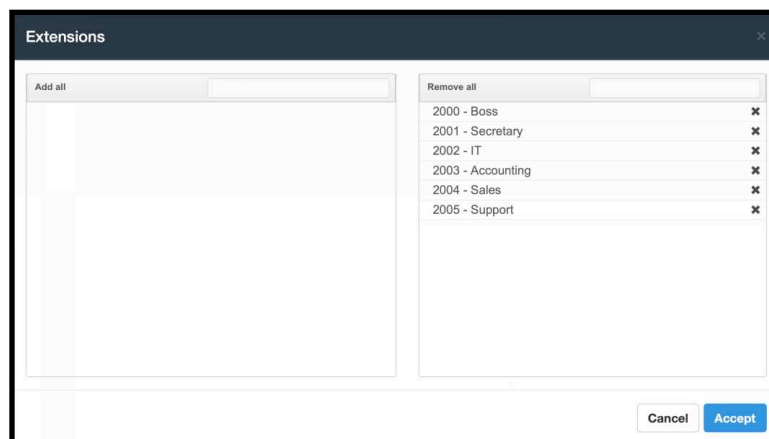 Extensions
Add all
Remove all
2000 - Boss
2001 - Secretary
2002 - IT
2003 - Accounting
2004 - Sales
2005 - Support
Cancel
Accept